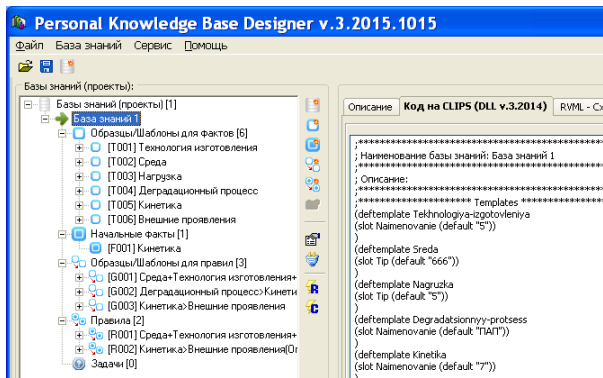 Personal Knowledge Base Designer v.3.2015.1015
Файл База знаний Сервис Помощь
Базы знаний (проекты):
Базы знаний (проекты) [1]
База знаний 1
Образцы/Шаблоны для фактов [6]
[T001] Технология изготовления
[T002] Среда
[T003] Нагрузка
[T004] Деградационный процесс
[T005] Кинетика
[T006] Внешние проявления
Начальные факты [1]
[F001] Кинетика
Образцы/Шаблоны для правил [3]
[G001] Среда+Технология изготовления+
[G002] Деградационный процесс>Кинети
[G003] Кинетика>Внешние проявления
Правила [2]
[R001] Среда+Технология изготовления+
[R002] Кинетика>Внешние проявления(Оп
Задачи [0]
R
C
Описание Код на CLIPS (DLL v.3.2014) RVML - Сх
;*******************************************
; Наименование базы знаний: База знаний 1
;*******************************************
; Описание:
;*******************************************
;********************* Templates **************
(deftemplate Tekhnologiya-izgotovleniya
(slot Naimenovanie (default "5"))
)
(deftemplate Sreda
(slot Tip (default "666"))
)
(deftemplate Nagruzka
(slot Tip (default "5"))
)
(deftemplate Degradatsionnyy-protsess
(slot Naimenovanie (default "ПАП"))
)
(deftemplate Kinetika
(slot Naimenovanie (default "7"))
)